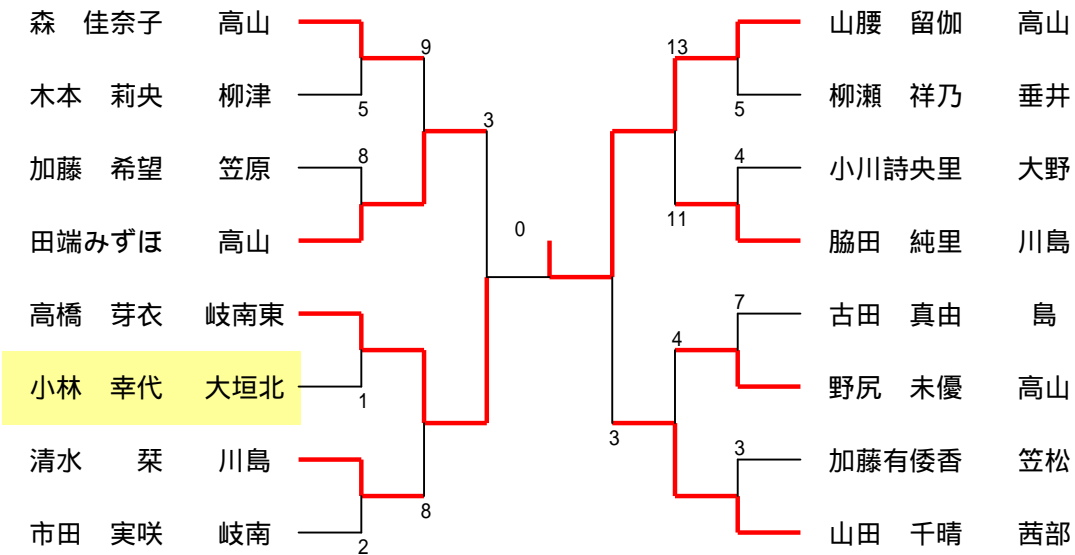 森 佳奈子 高山
木本 莉央 柳津
加藤 希望 笠原
田端みずほ 高山
高橋 芽衣 岐南東
小林 幸代 大垣北
清水 栞 川島
市田 実咲 岐南
5
8
1
2
9
8
3
0
13
11
4
3
5
4
7
3
山腰 留伽 高山
柳瀬 祥乃 垂井
小川詩央里 大野
脇田 純里 川島
古田 真由 島
野尻 未優 高山
加藤有倭香 笠松
山田 千晴 茜部